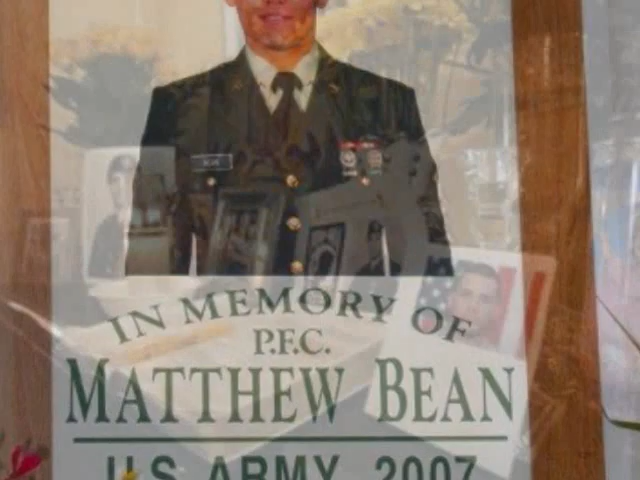 IN MEMORY OF
P.F.C.
MATTHEW BEAN
U.S. ARMY 2007